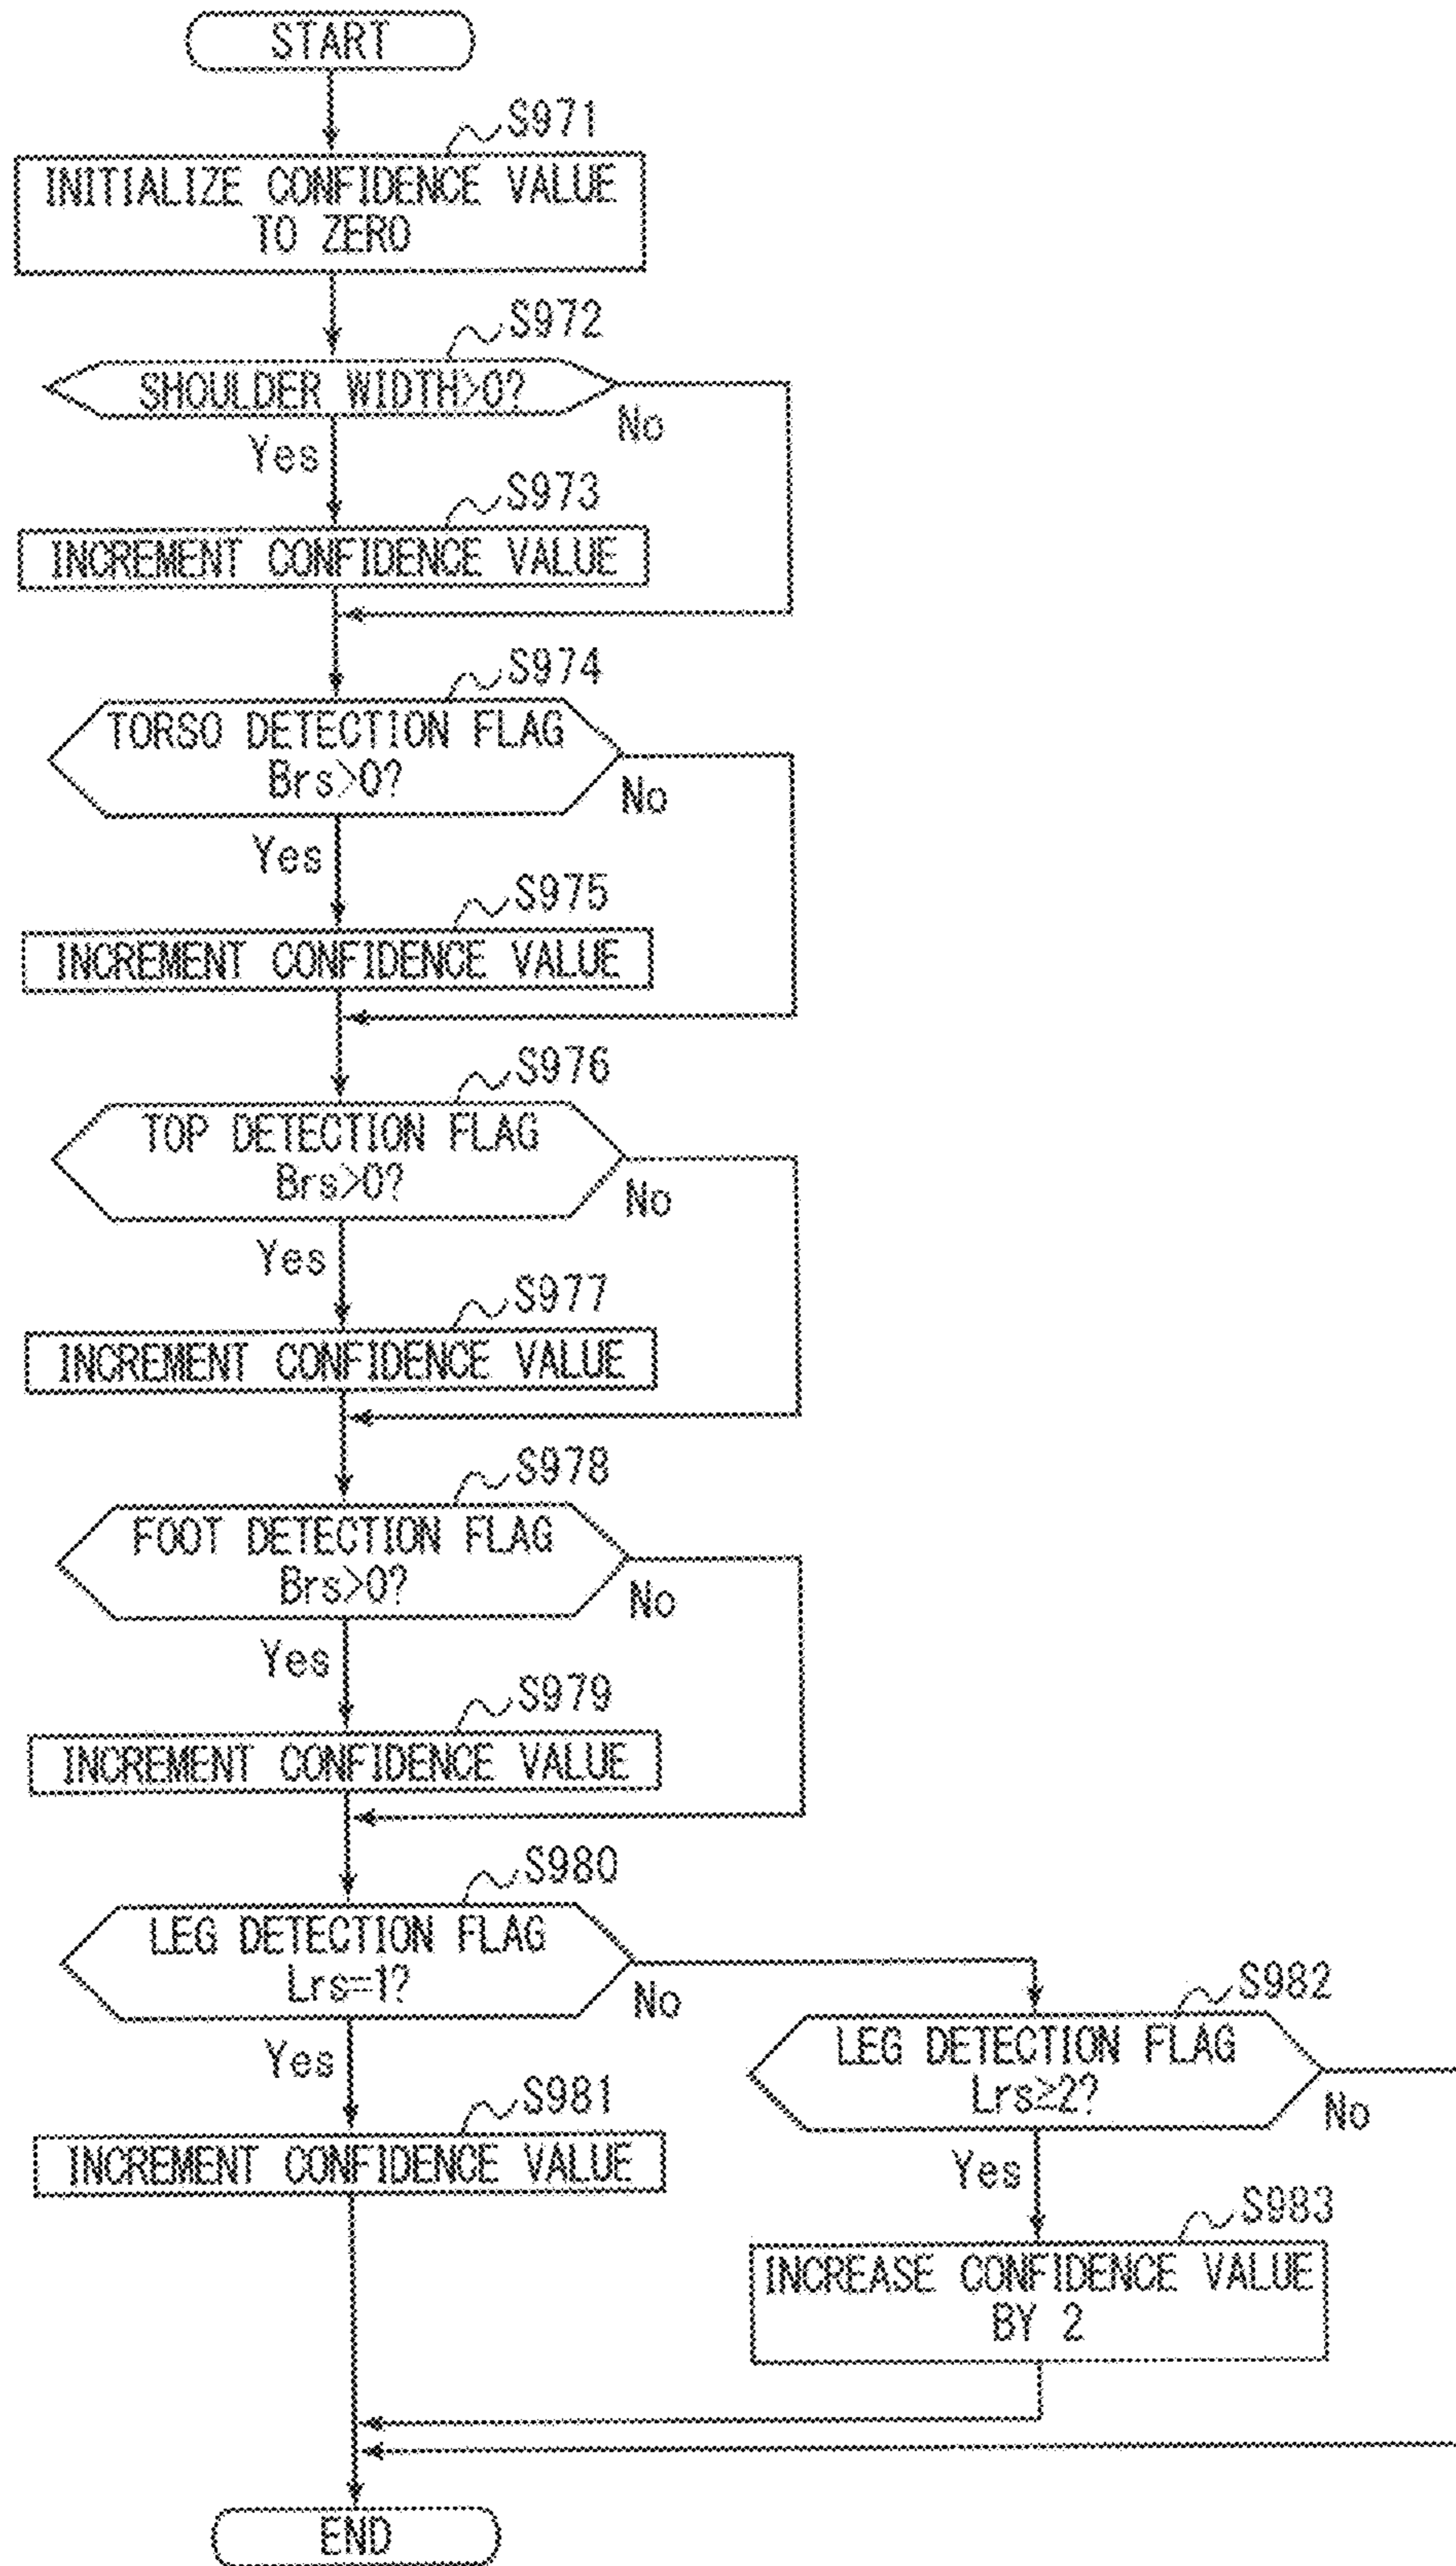 START
S971
INITIALIZE CONFIDENCE VALUE
TO ZERO
S972
SHOULDER WIDTH>0?
No
Yes
S973
INCREMENT CONFIDENCE VALUE
S974
TORSO DETECTION FLAG
Brs>0?
No
Yes
S975
INCREMENT CONFIDENCE VALUE
S976
TOP DETECTION FLAG
Brs>0?
No
Yes
S977
INCREMENT CONFIDENCE VALUE
S978
FOOT DETECTION FLAG
Brs>0?
No
Yes
S979
INCREMENT CONFIDENCE VALUE
S980
LEG DETECTION FLAG
Lrs=1?
No
Yes
S981
INCREMENT CONFIDENCE VALUE
S982
LEG DETECTION FLAG
Lrs≥2?
No
Yes
S983
INCREASE CONFIDENCE VALUE
BY 2
END